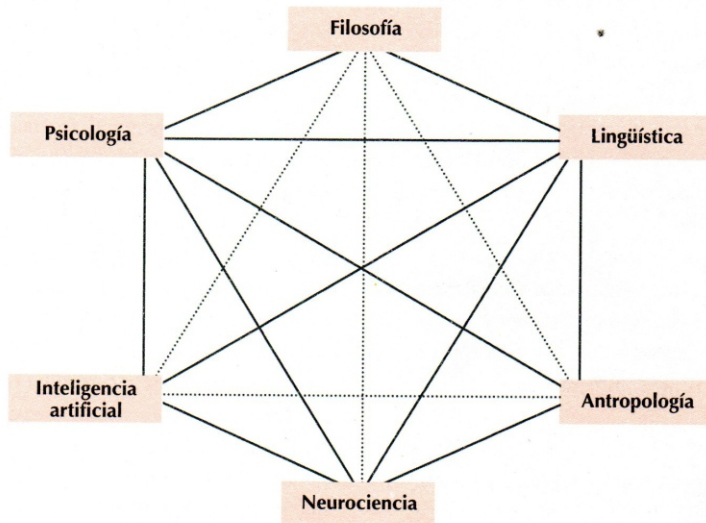 Filosofía
Psicología
Lingüística
Inteligencia
artificial
Antropología
Neurociencia